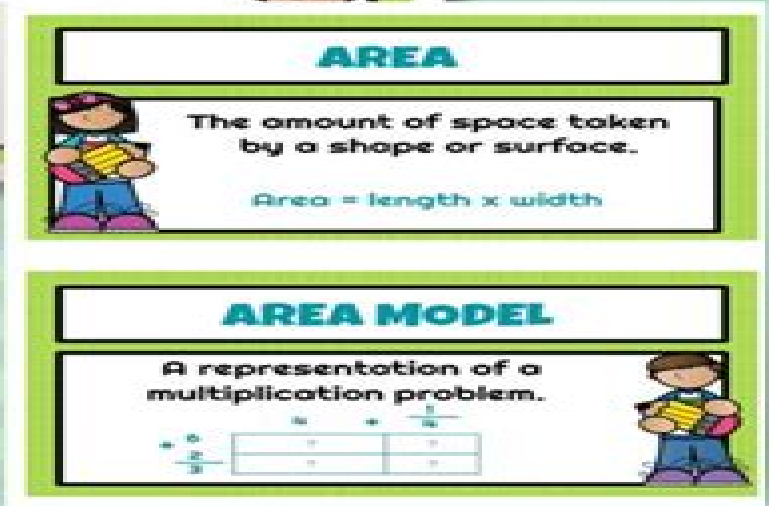 AREA
The amount of space taken
by a shape or surface.
Area = length x width
AREA MODEL
A representation of a
multiplication problem.